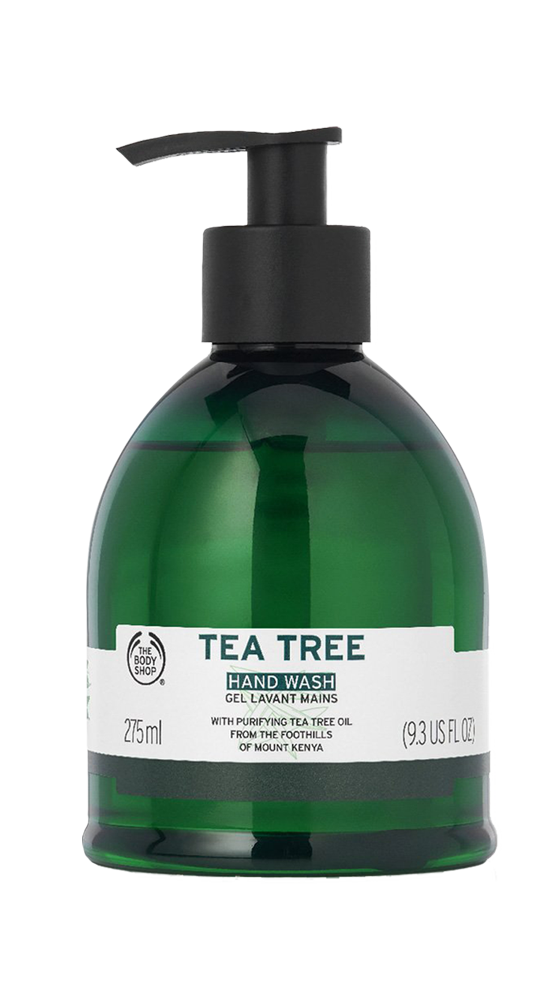 THE
BODY
SHOP
®
TEA TREE
HAND WASH
GEL LAVANT MAINS
275ml
WITH PURIFYING TEA TREE OIL
FROM THE FOOTHILLS
OF MOUNT KENYA
(9.3 US FL OZ)